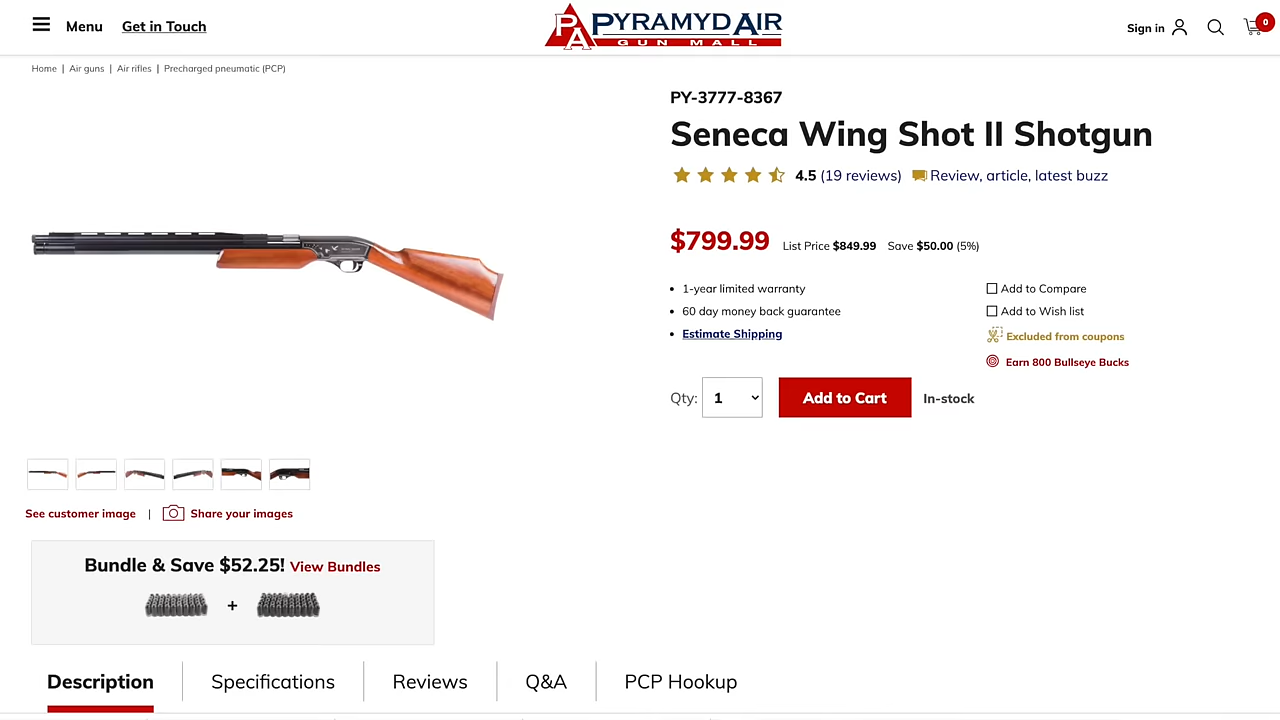 Menu
Get in Touch
PA PYRAMYD AIR
GUN MALL
Sign in
0
Home | Air guns | Air rifles | Precharged pneumatic (PCP)
PY-3777-8367
Seneca Wing Shot II Shotgun
4.5 (19 reviews) Review, article, latest buzz
$799.99 List Price $849.99 Save $50.00 (5%)
• 1-year limited warranty
• 60 day money back guarantee
• Estimate Shipping
Add to Compare
Add to Wish list
Excluded from coupons
Earn 800 Bullseye Bucks
Qty: 1 Add to Cart In-stock
See customer image | Share your images
Bundle & Save $52.25! View Bundles
+
Description Specifications Reviews Q&A PCP Hookup